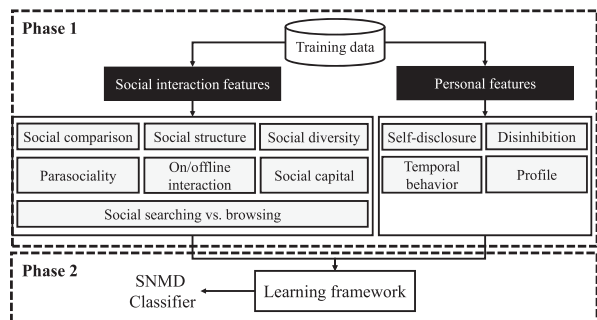 Phase 1
Training data
Social interaction features
Personal features
Social comparison
Social structure
Social diversity
Self-disclosure
Disinhibition
Parasociality
On/offline
interaction
Social capital
Temporal
behavior
Profile
Social searching vs. browsing
Phase 2
SNMD
Classifier
Learning framework